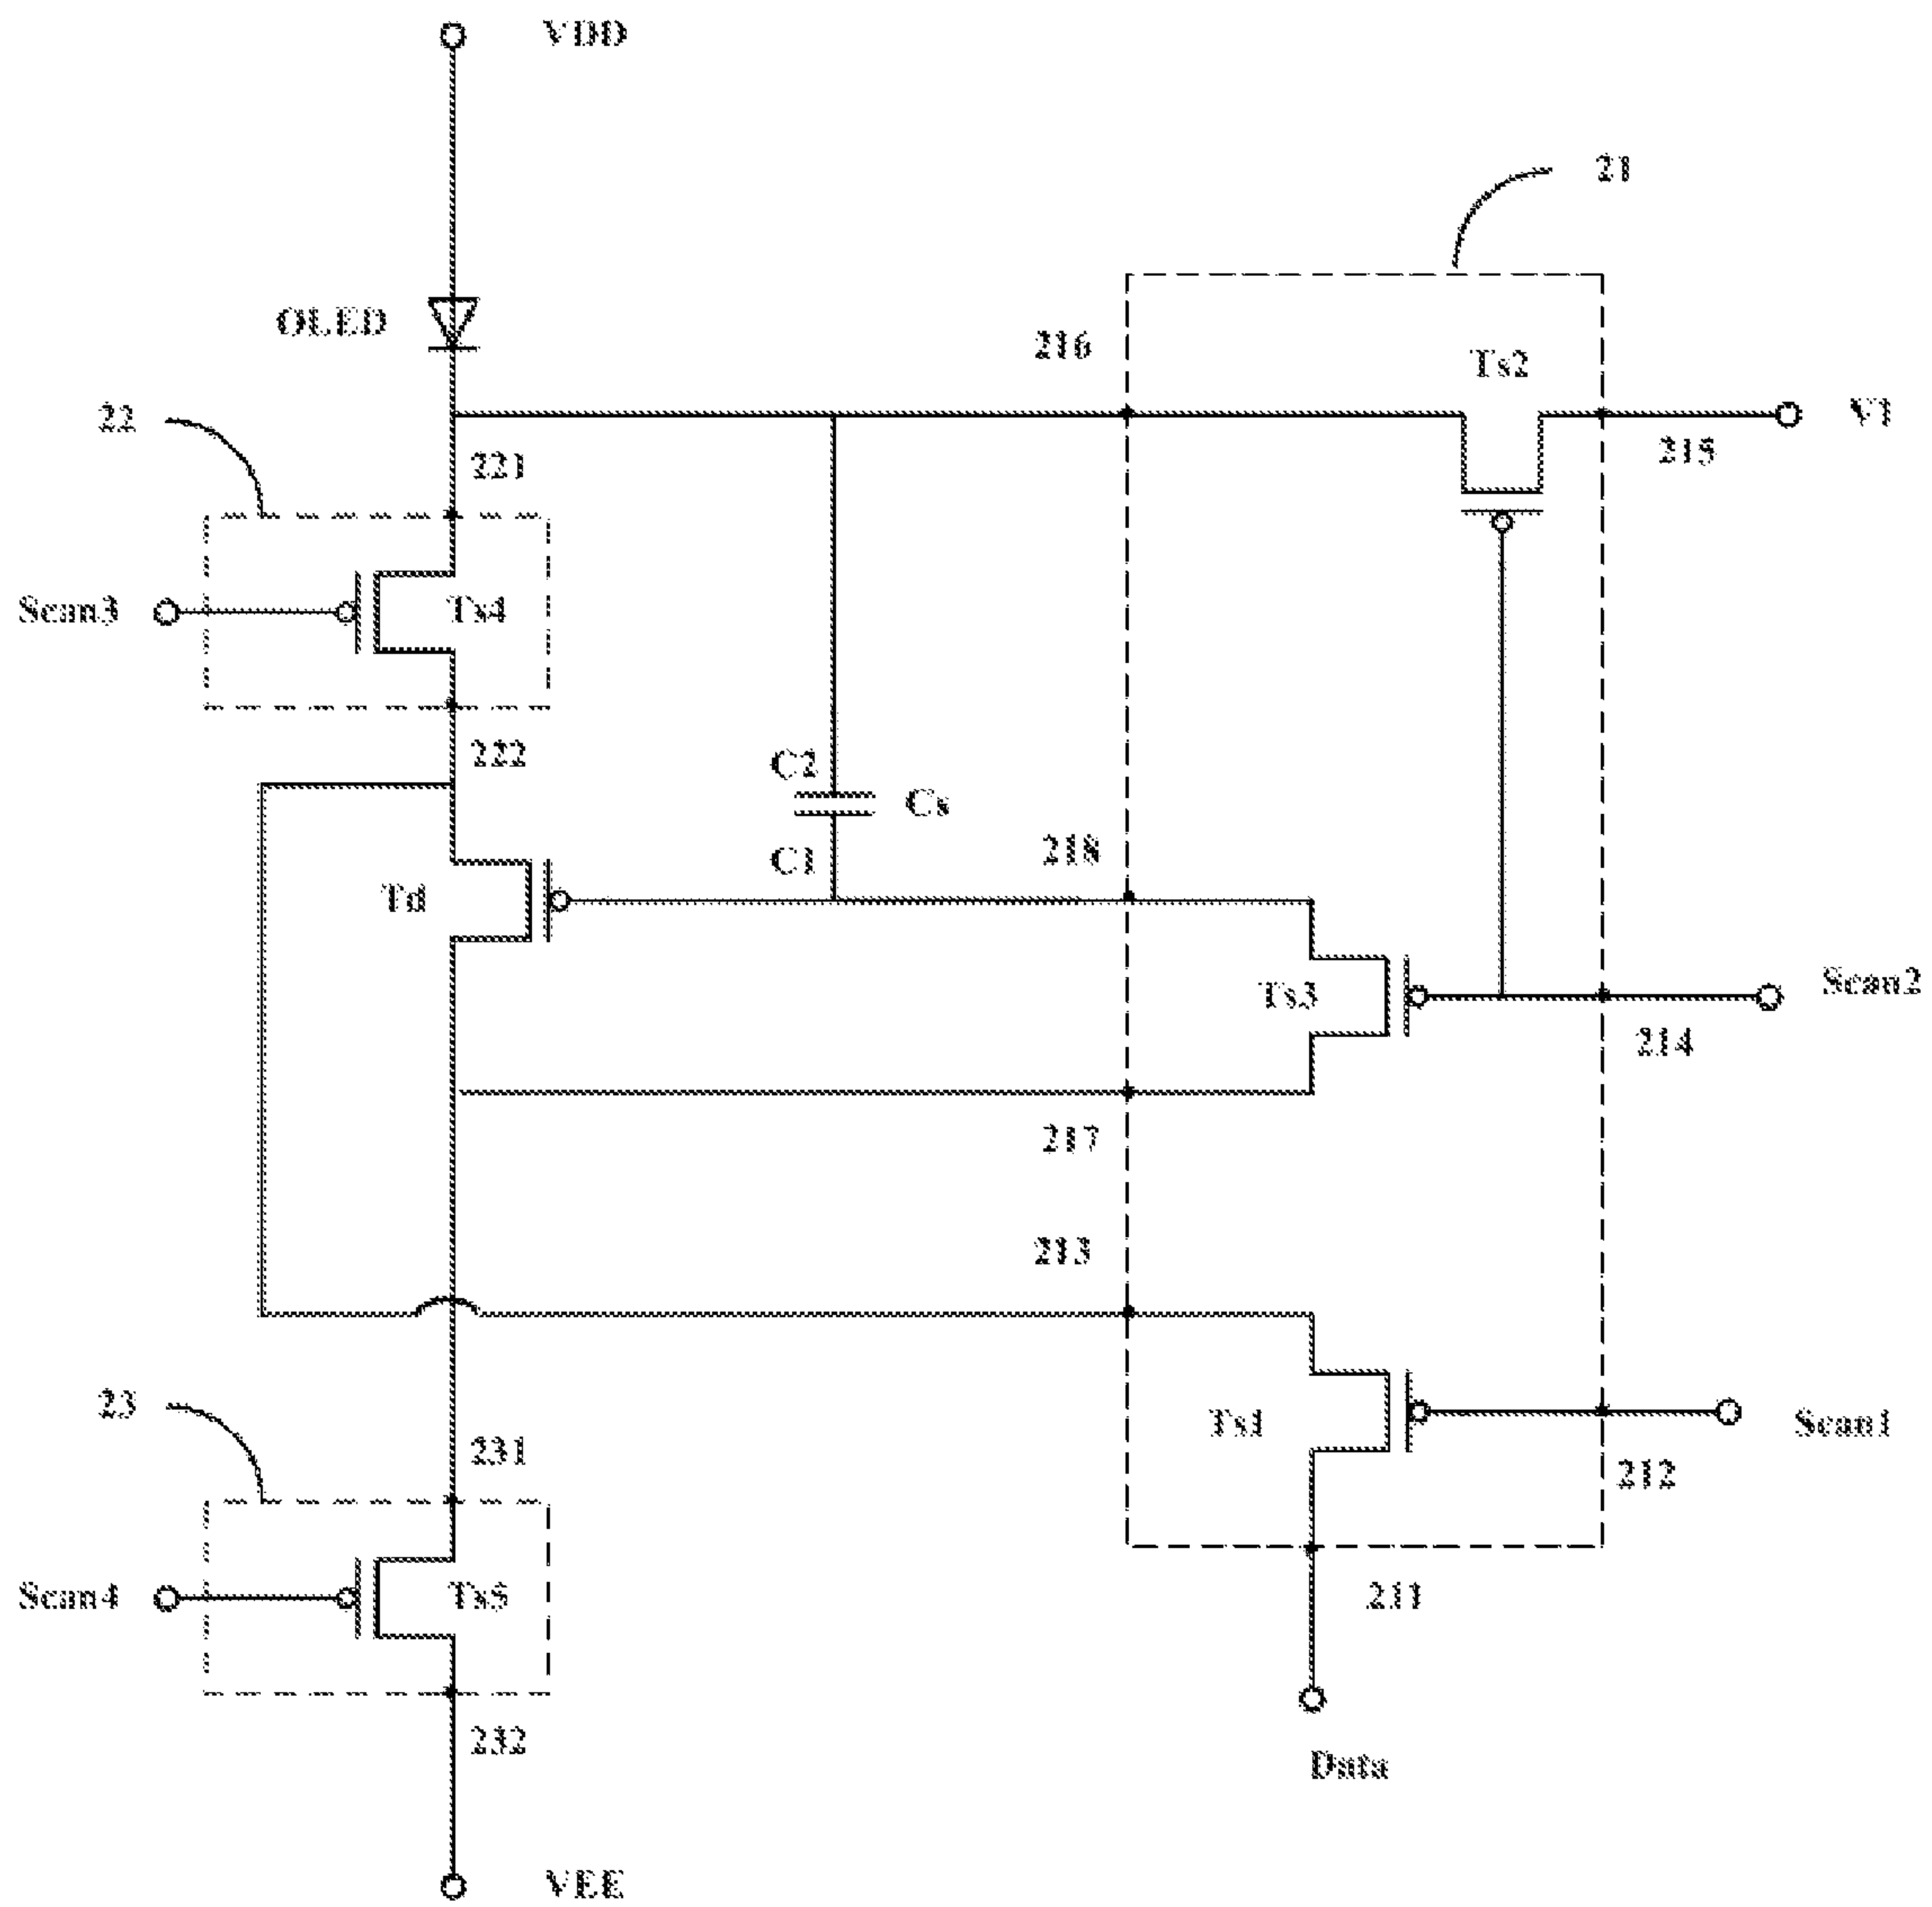 VDD
21
OLED
216
Ts2
22
V1
221
215
Scan3
Ts4
222
C2
Cs
218
C1
Td
Scan2
Ts3
214
217
213
23
Scan1
Ts1
231
212
Scan4
Ts5
211
232
Data
VEE